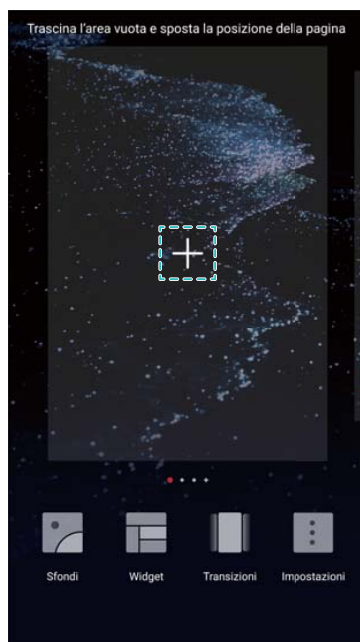 Trascina l'area vuota e sposta la posizione della pagina
Sfondi Widget Transizioni Impostazioni